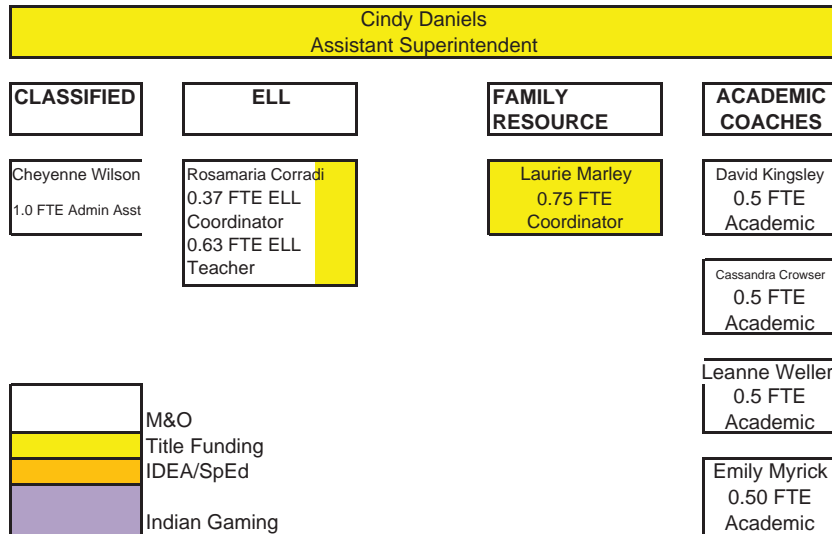 Cindy Daniels
Assistant Superintendent
CLASSIFIED
ELL
FAMILY
RESOURCE
ACADEMIC
COACHES
Cheyenne Wilson
1.0 FTE Admin Asst
Rosamaria Corradi
0.37 FTE ELL
Coordinator
0.63 FTE ELL
Teacher
Laurie Marley
0.75 FTE
Coordinator
David Kingsley
0.5 FTE
Academic
Cassandra Crowser
0.5 FTE
Academic
Leanne Weller
0.5 FTE
Academic
Emily Myrick
0.50 FTE
Academic
M&O
Title Funding
IDEA/SpEd
Indian Gaming